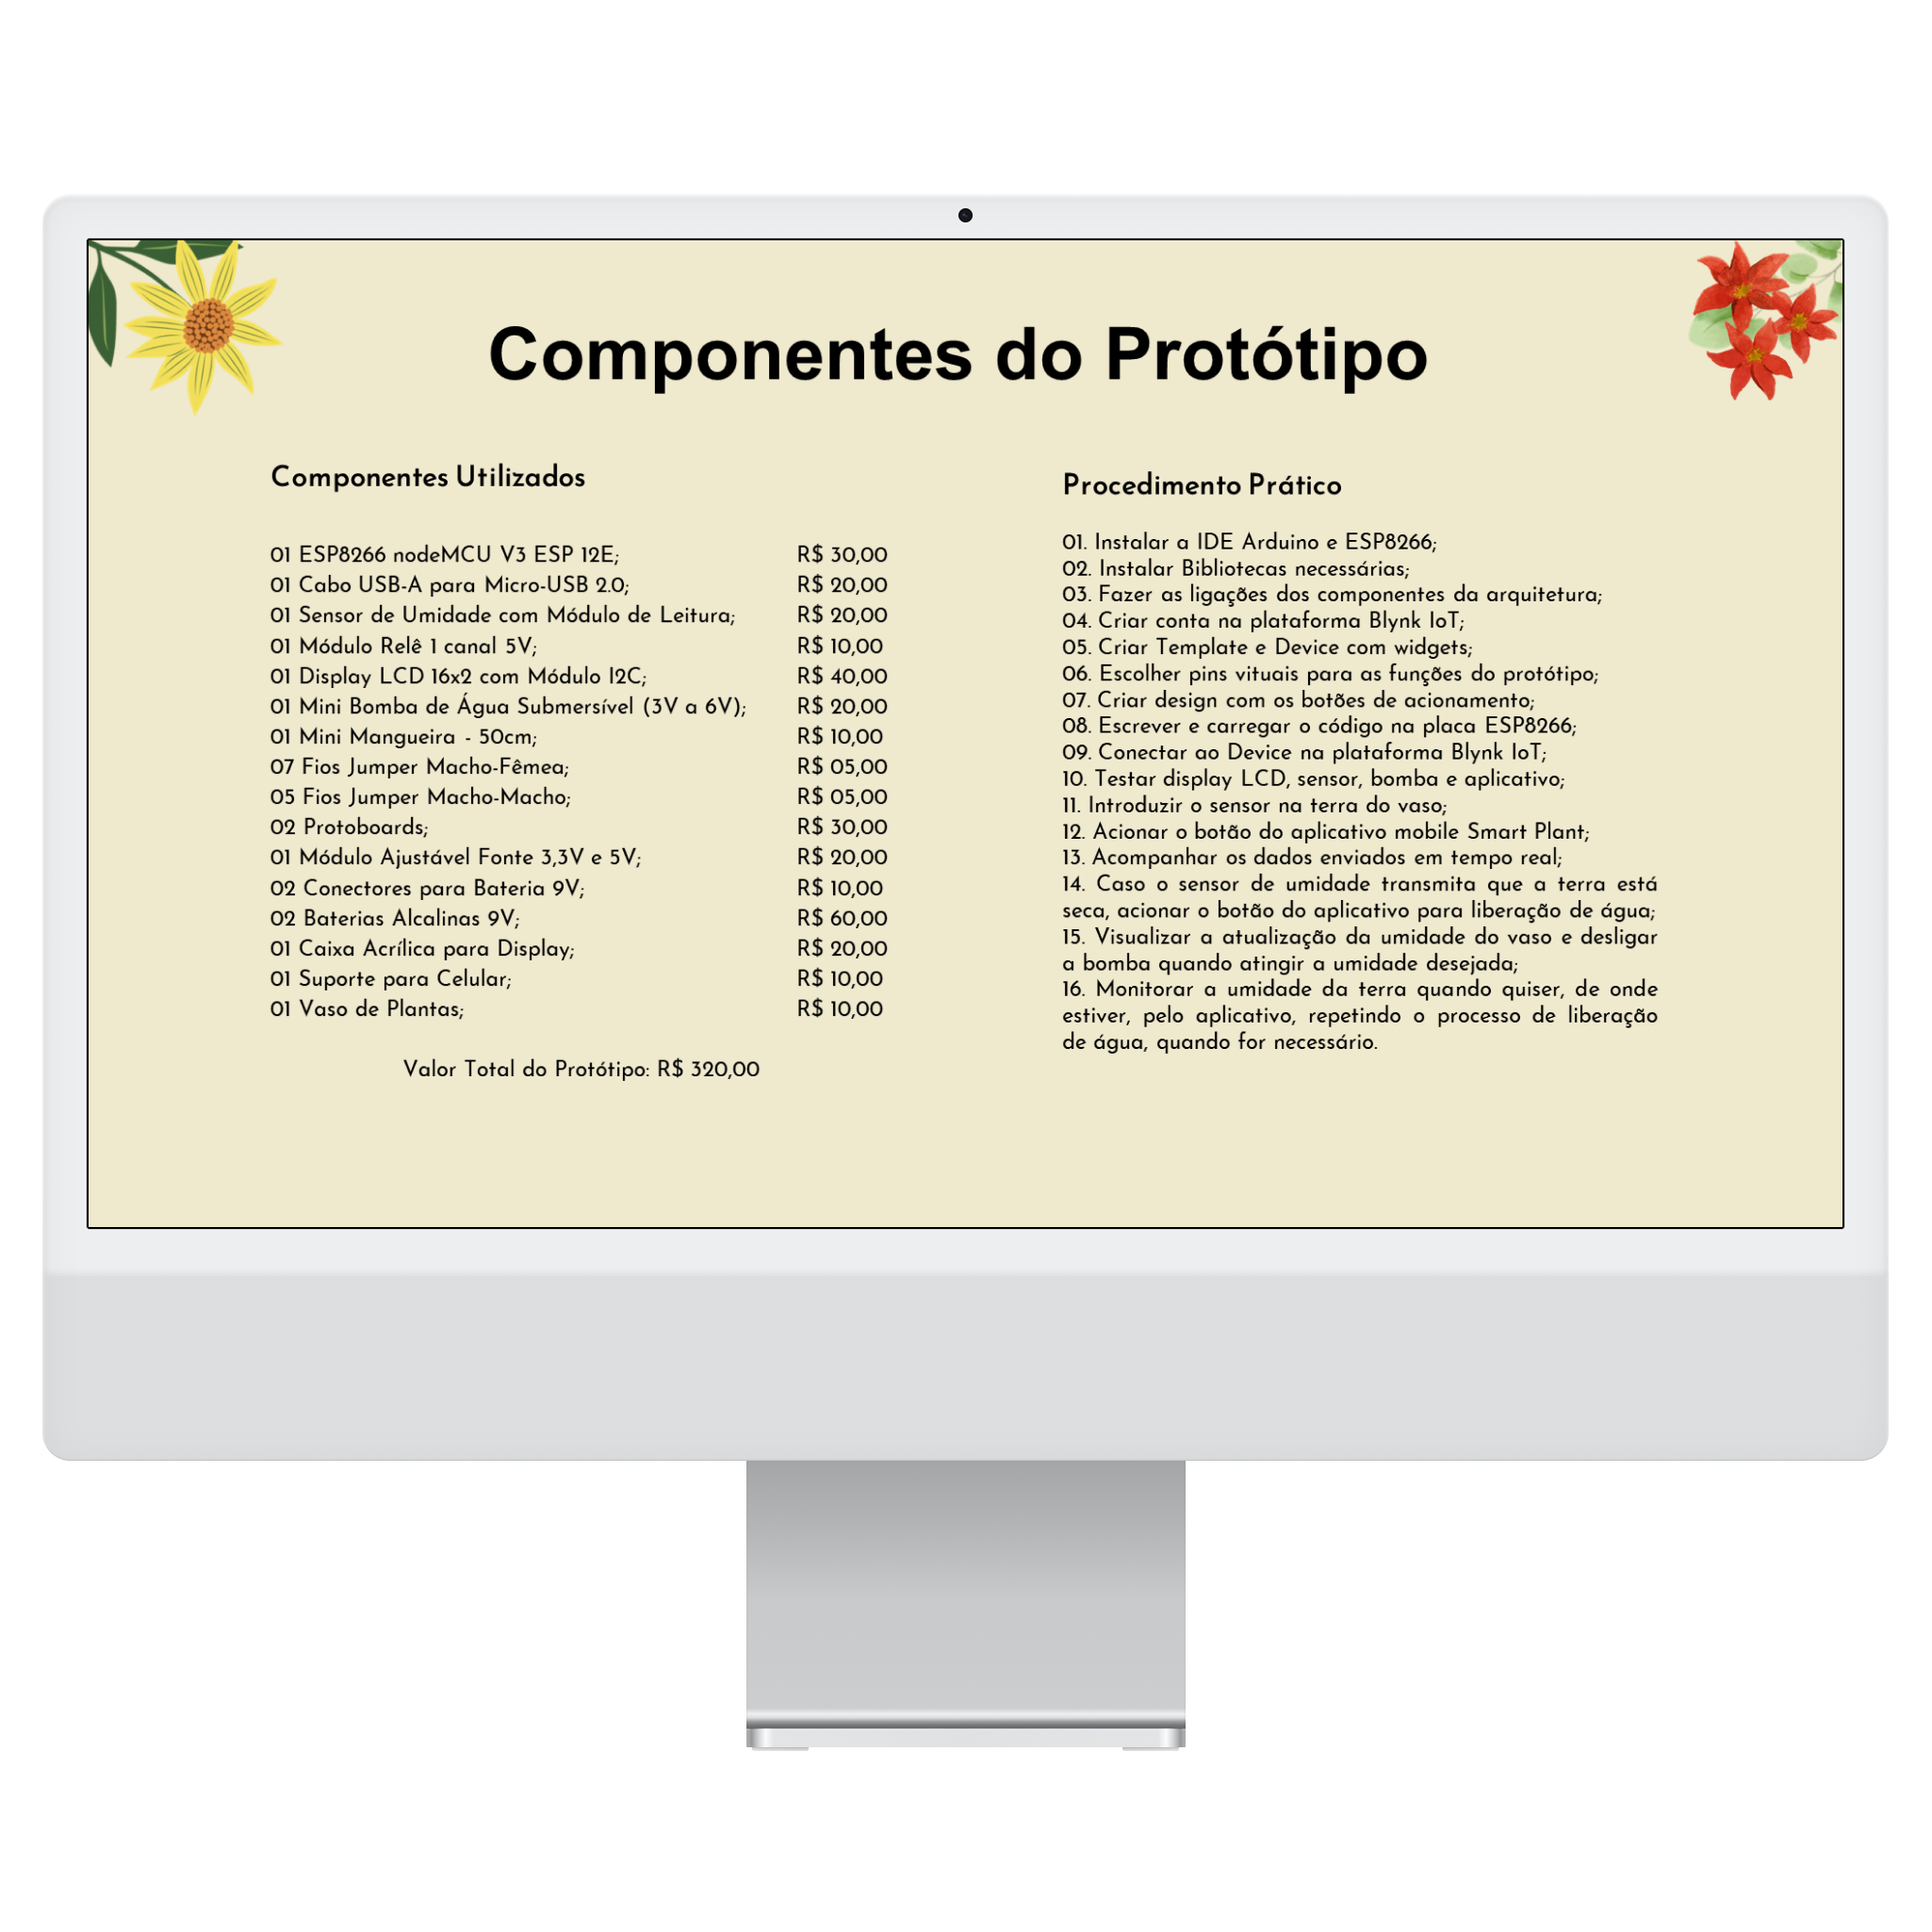 Componentes do Protótipo
Componentes Utilizados
01 ESP8266 nodeMCU V3 ESP 12E; R$ 30,00
01 Cabo USB-A para Micro-USB 2.0; R$ 20,00
01 Sensor de Umidade com Módulo de Leitura; R$ 20,00
01 Módulo Relê 1 canal 5V; R$ 10,00
01 Display LCD 16x2 com Módulo I2C; R$ 40,00
01 Mini Bomba de Água Submersível (3V a 6V); R$ 20,00
01 Mini Mangueira - 50cm; R$ 10,00
07 Fios Jumper Macho-Fêmea; R$ 05,00
05 Fios Jumper Macho-Macho; R$ 05,00
02 Protoboards; R$ 30,00
01 Módulo Ajustável Fonte 3,3V e 5V; R$ 20,00
02 Conectores para Bateria 9V; R$ 10,00
02 Baterias Alcalinas 9V; R$ 60,00
01 Caixa Acrílica para Display; R$ 20,00
01 Suporte para Celular; R$ 10,00
01 Vaso de Plantas; R$ 10,00
Valor Total do Protótipo: R$ 320,00
Procedimento Prático
01. Instalar a IDE Arduino e ESP8266;
02. Instalar Bibliotecas necessárias;
03. Fazer as ligações dos componentes da arquitetura;
04. Criar conta na plataforma Blynk IoT;
05. Criar Template e Device com widgets;
06. Escolher pins vituais para as funções do protótipo;
07. Criar design com os botões de acionamento;
08. Escrever e carregar o código na placa ESP8266;
09. Conectar ao Device na plataforma Blynk IoT;
10. Testar display LCD, sensor, bomba e aplicativo;
11. Introduzir o sensor na terra do vaso;
12. Acionar o botão do aplicativo mobile Smart Plant;
13. Acompanhar os dados enviados em tempo real;
14. Caso o sensor de umidade transmita que a terra está
seca, acionar o botão do aplicativo para liberação de água;
15. Visualizar a atualização da umidade do vaso e desligar
a bomba quando atingir a umidade desejada;
16. Monitorar a umidade da terra quando quiser, de onde
estiver, pelo aplicativo, repetindo o processo de liberação
de água, quando for necessário.